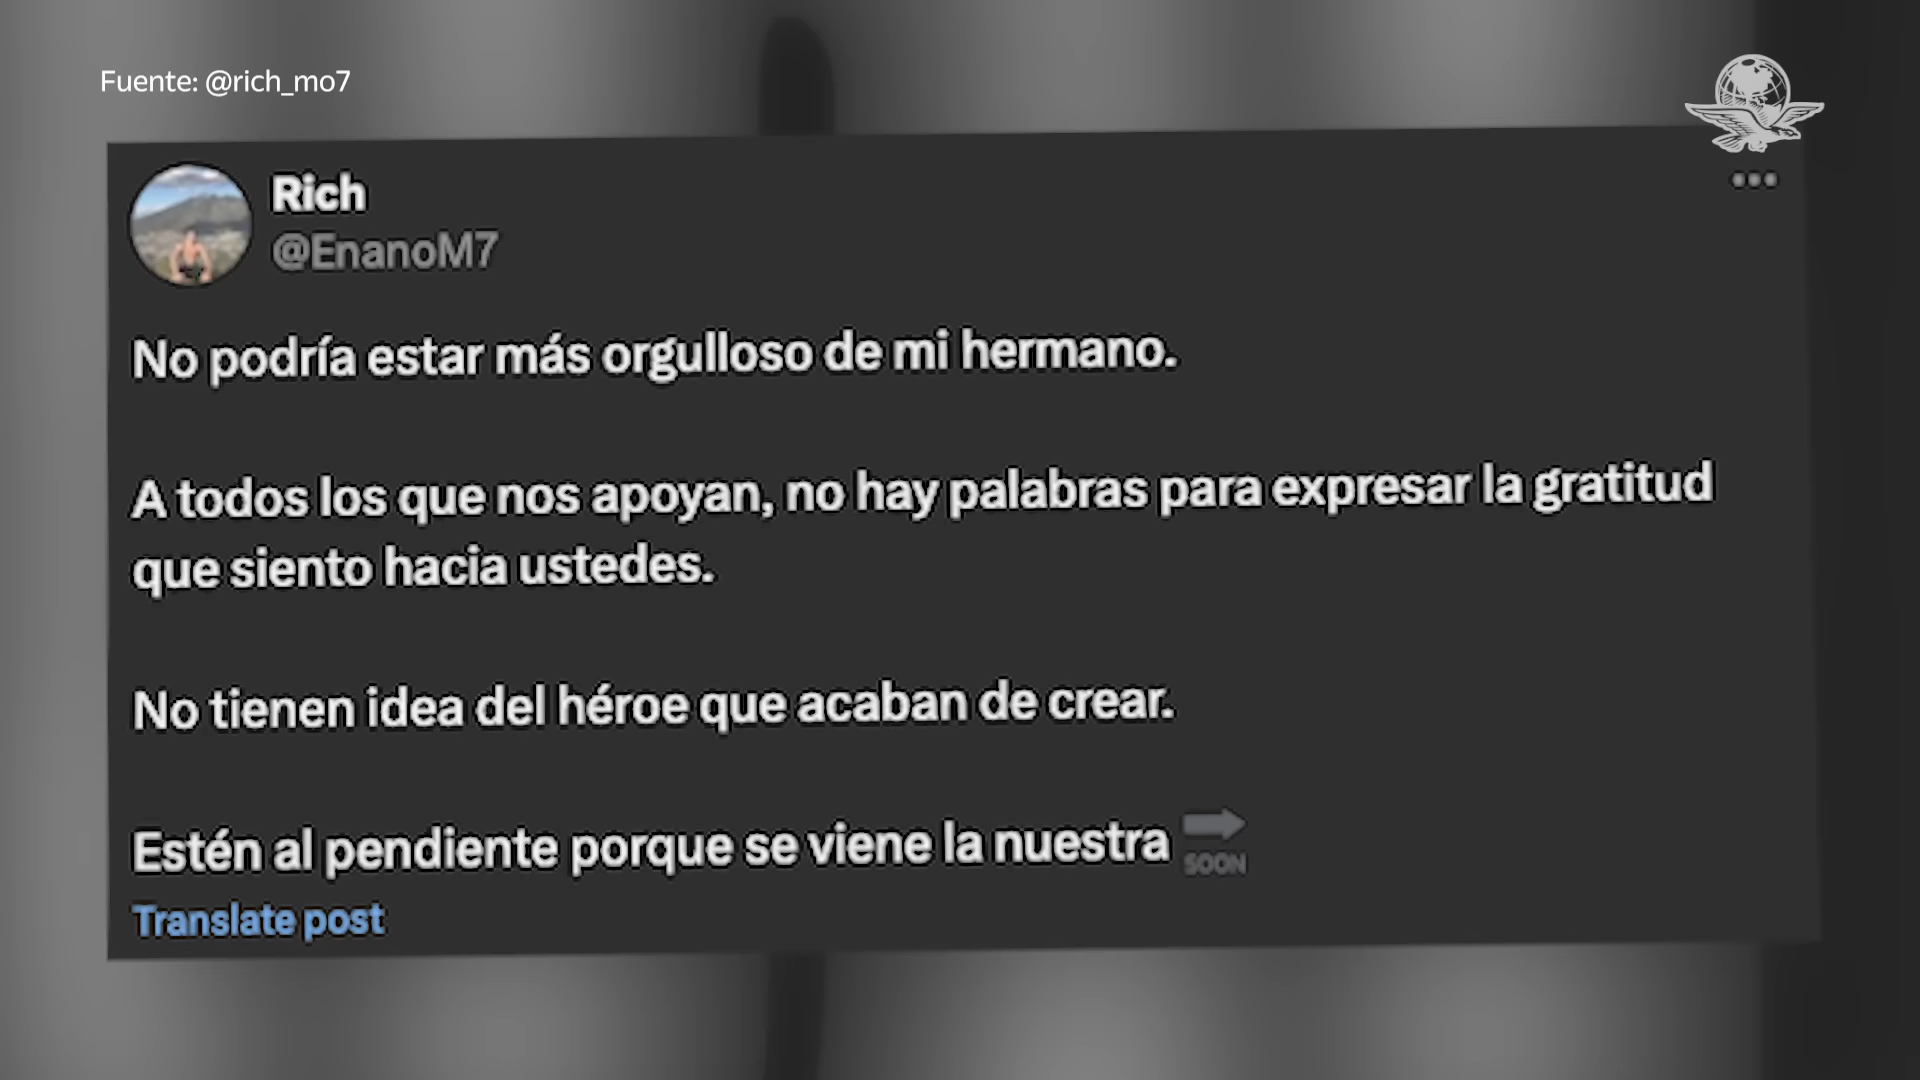 Fuente: @rich_mo7
Rich
@EnanoM7
No podría estar más orgulloso de mi hermano.
A todos los que nos apoyan, no hay palabras para expresar la gratitud
que siento hacia ustedes.
No tienen idea del héroe que acaban de crear.
Estén al pendiente porque se viene la nuestra
SOON
Translate post